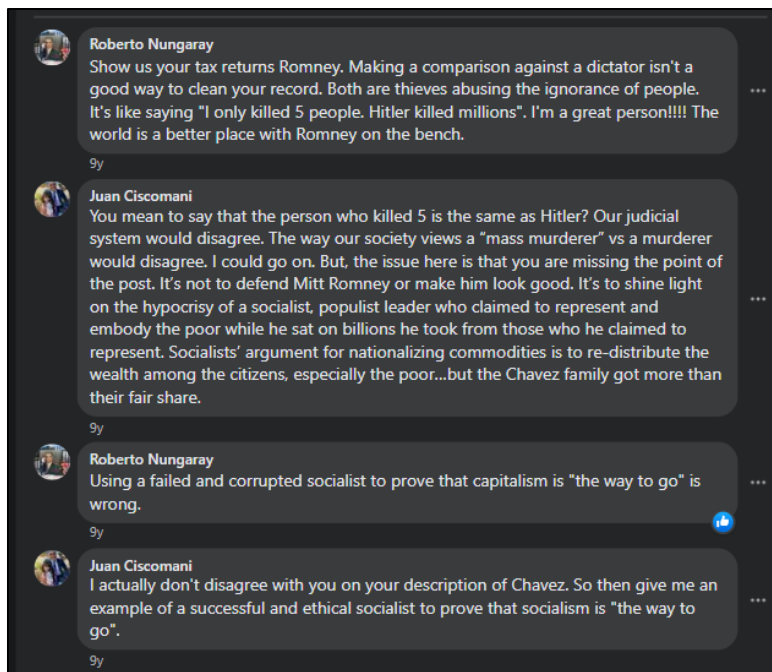 Roberto Nungaray
Show us your tax returns Romney. Making a comparison against a dictator isn't a
good way to clean your record. Both are thieves abusing the ignorance of people.
It's like saying "I only killed 5 people. Hitler killed millions". I'm a great person!!!! The
world is a better place with Romney on the bench.
9y
Juan Ciscomani
You mean to say that the person who killed 5 is the same as Hitler? Our judicial
system would disagree. The way our society views a “mass murderer” vs a murderer
would disagree. I could go on. But, the issue here is that you are missing the point of
the post. It’s not to defend Mitt Romney or make him look good. It’s to shine light
on the hypocrisy of a socialist, populist leader who claimed to represent and
embody the poor while he sat on billions he took from those who he claimed to
represent. Socialists’ argument for nationalizing commodities is to re-distribute the
wealth among the citizens, especially the poor...but the Chavez family got more than
their fair share.
9y
Roberto Nungaray
Using a failed and corrupted socialist to prove that capitalism is "the way to go" is
wrong.
9y
Juan Ciscomani
I actually don't disagree with you on your description of Chavez. So then give me an
example of a successful and ethical socialist to prove that socialism is "the way to
go".
9y